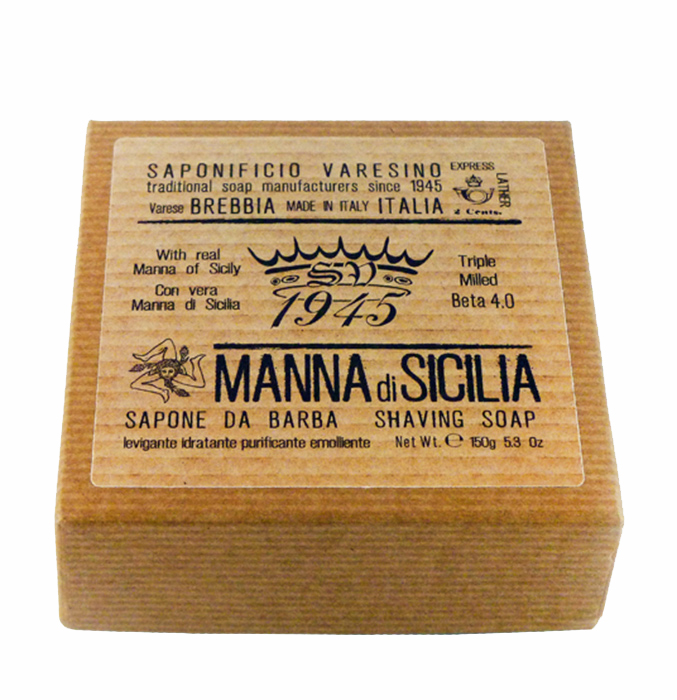 SAPONIFICIO VARESINO
traditional soap manufacturers since 1945
Varese BREBBIA MADE IN ITALY ITALIA
EXPRESS
LATHER
2 Cents.
With real
Manna of Sicily
Con vera
Manna di Sicilia
SV
1945
Triple
Milled
Beta 4.0
MANNA di SICILIA
SAPONE DA BARBA SHAVING SOAP
levigante idratante purificante emolliente Net Wt. ℮ 150g 5.3 Oz